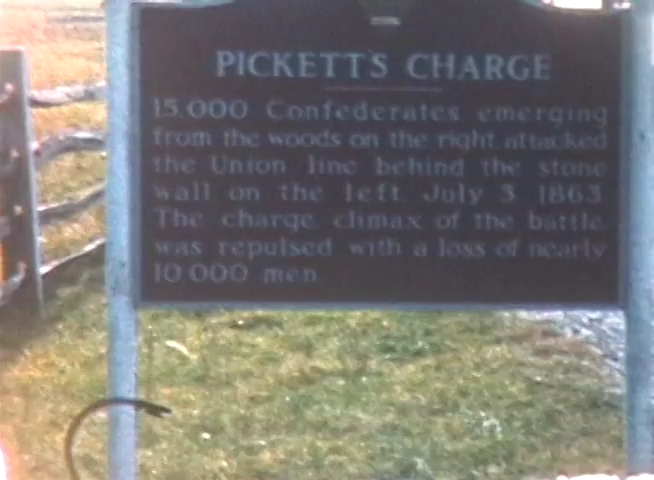 PICKETT'S CHARGE
15,000 Confederates emerging
from the woods on the right, attacked
the Union line behind the stone
wall on the left, July 3, 1863.
The charge, climax of the battle,
was repulsed with a loss of nearly
10,000 men.